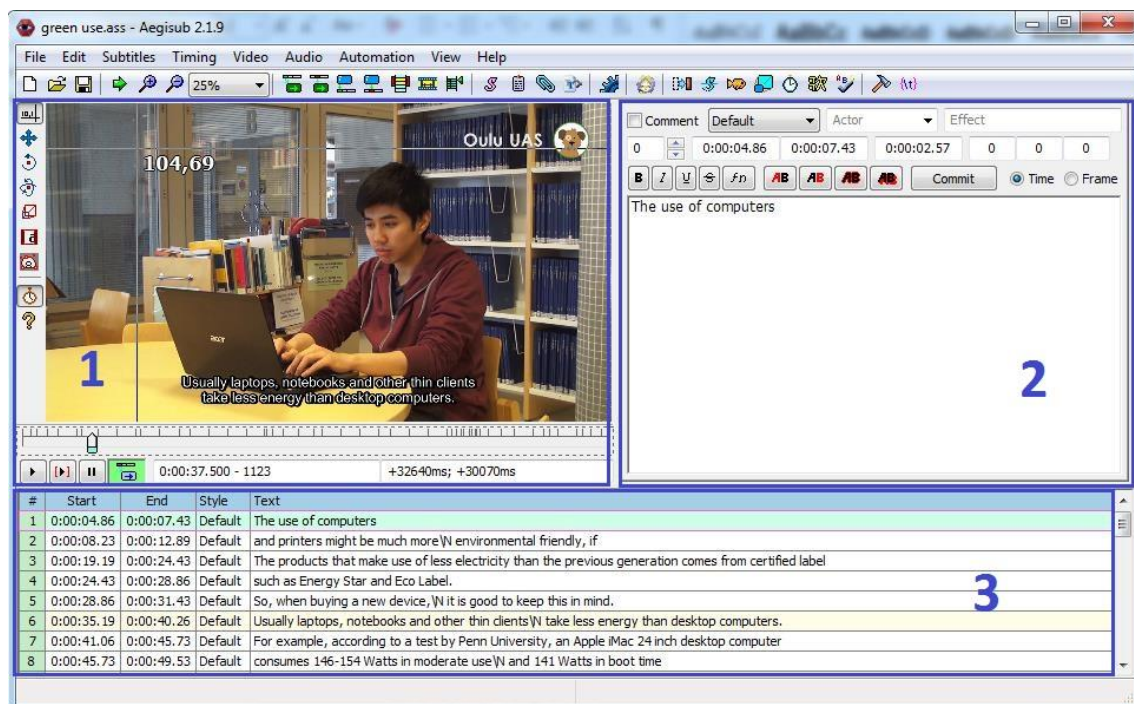 green use.ass - Aegisub 2.1.9
File Edit Subtitles Timing Video Audio Automation View Help
25%
Oulu UAS
104,69
acer
Usually laptops, notebooks and other thin clients
take less energy than desktop computers.
1
0:00:37.500 - 1123
+32640ms; +30070ms
Comment Default Actor Effect
0 0:00:04.86 0:00:07.43 0:00:02.57 0 0 0
B I U S fn AB AB AB AB Commit Time Frame
The use of computers
2
# Start End Style Text
1 0:00:04.86 0:00:07.43 Default The use of computers
2 0:00:08.23 0:00:12.89 Default and printers might be much more\N environmental friendly, if
3 0:00:19.19 0:00:24.43 Default The products that make use of less electricity than the previous generation comes from certified label
4 0:00:24.43 0:00:28.86 Default such as Energy Star and Eco Label.
5 0:00:28.86 0:00:31.43 Default So, when buying a new device,\N it is good to keep this in mind.
6 0:00:35.19 0:00:40.26 Default Usually laptops, notebooks and other thin clients\N take less energy than desktop computers.
7 0:00:41.06 0:00:45.73 Default For example, according to a test by Penn University, an Apple iMac 24 inch desktop computer
8 0:00:45.73 0:00:49.53 Default consumes 146-154 Watts in moderate use\N and 141 Watts in boot time
3